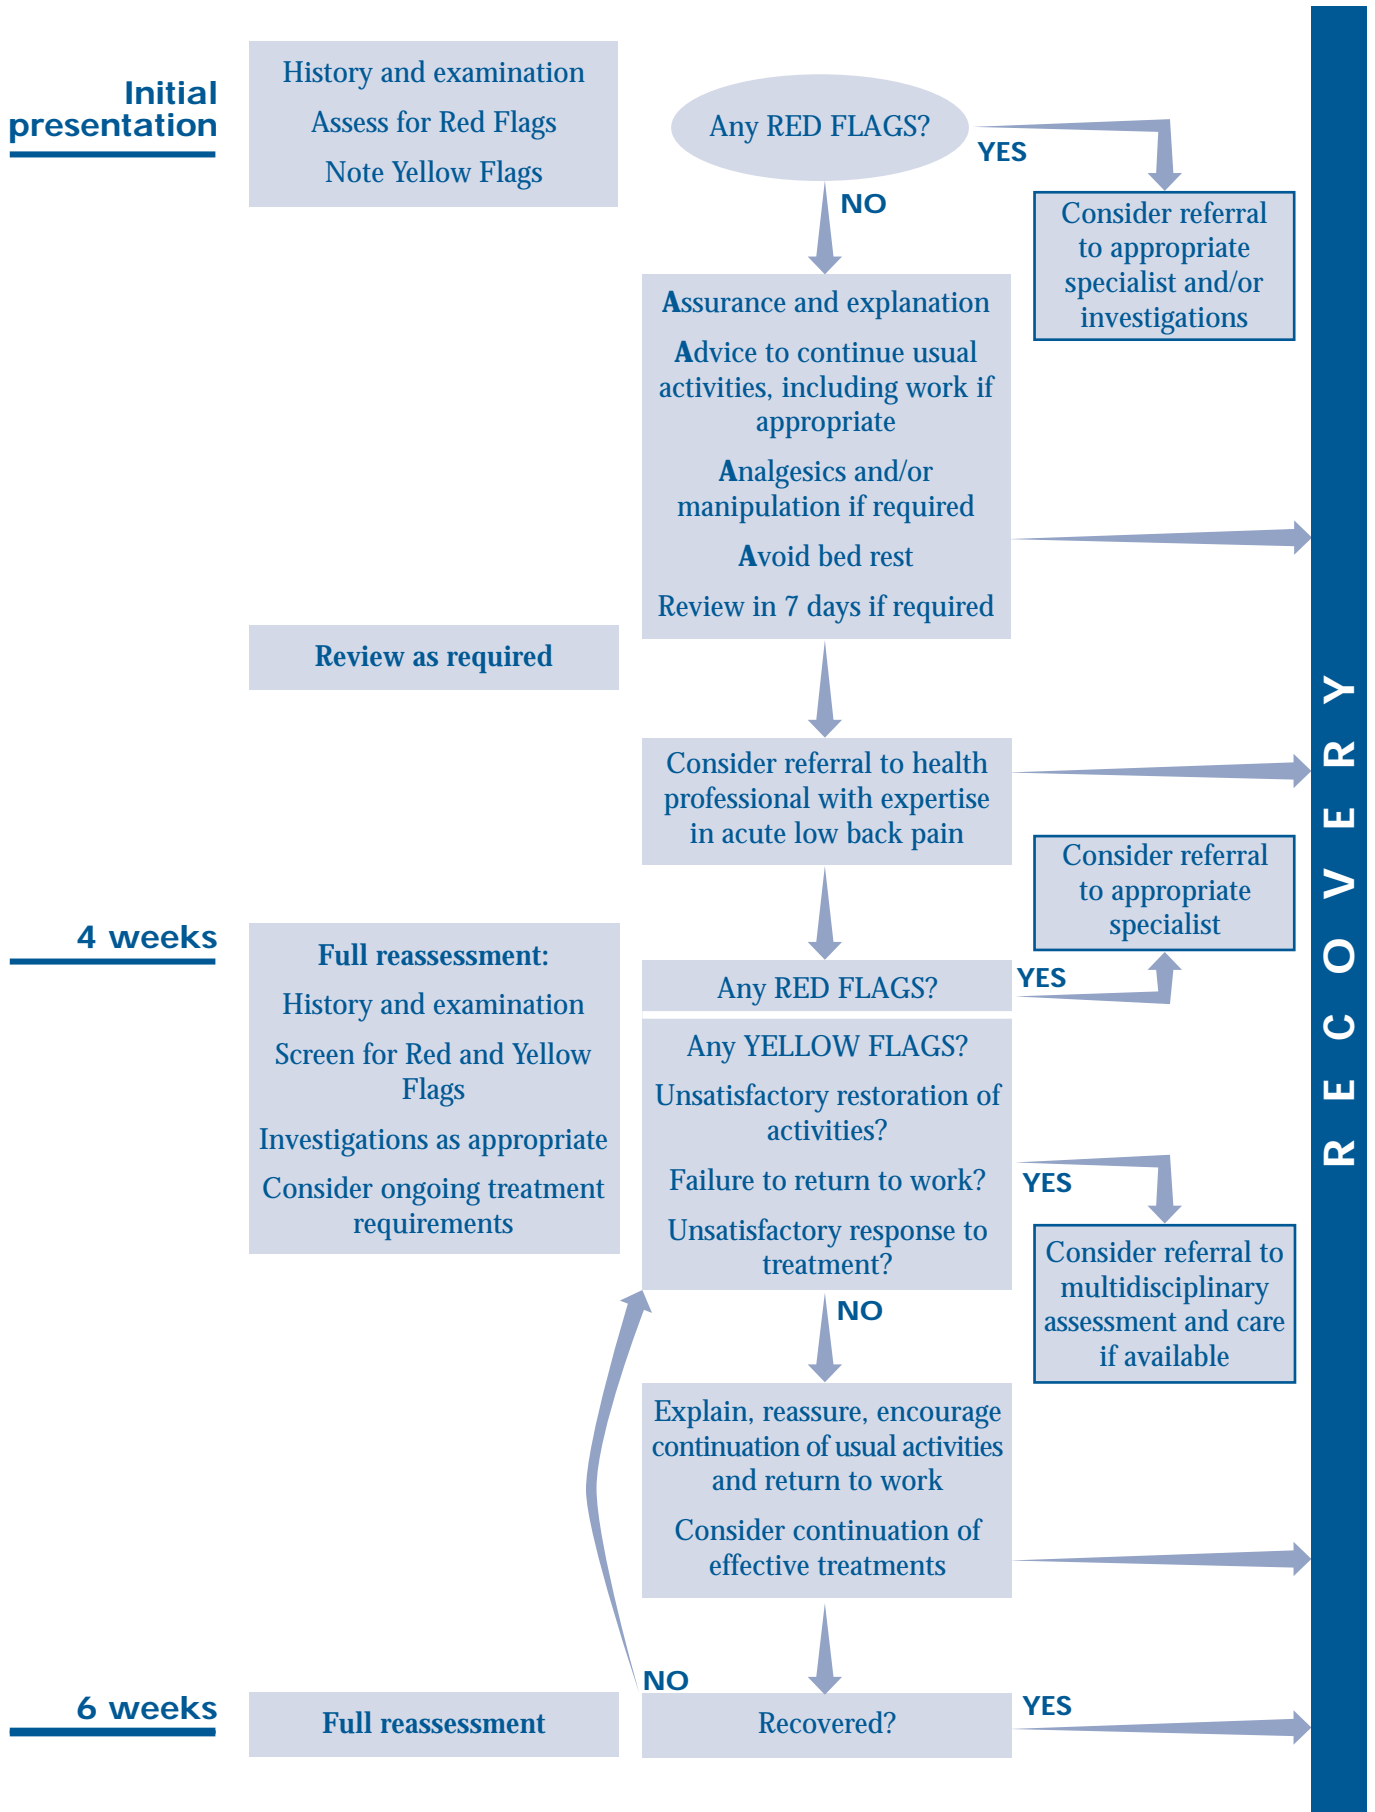 Initial
presentation
History and examination
Assess for Red Flags
Note Yellow Flags
Any RED FLAGS?
YES
NO
Consider referral
to appropriate
specialist and/or
investigations
Assurance and explanation
Advice to continue usual
activities, including work if
appropriate
Analgesics and/or
manipulation if required
Avoid bed rest
Review in 7 days if required
Review as required
Consider referral to health
professional with expertise
in acute low back pain
Consider referral
to appropriate
specialist
4 weeks
Full reassessment:
History and examination
Screen for Red and Yellow
Flags
Investigations as appropriate
Consider ongoing treatment
requirements
Any RED FLAGS?
YES
Any YELLOW FLAGS?
Unsatisfactory restoration of
activities?
Failure to return to work?
Unsatisfactory response to
treatment?
YES
Consider referral to
multidisciplinary
assessment and care
if available
NO
Explain, reassure, encourage
continuation of usual activities
and return to work
Consider continuation of
effective treatments
NO
6 weeks
Full reassessment
Recovered?
YES
RECOVERY